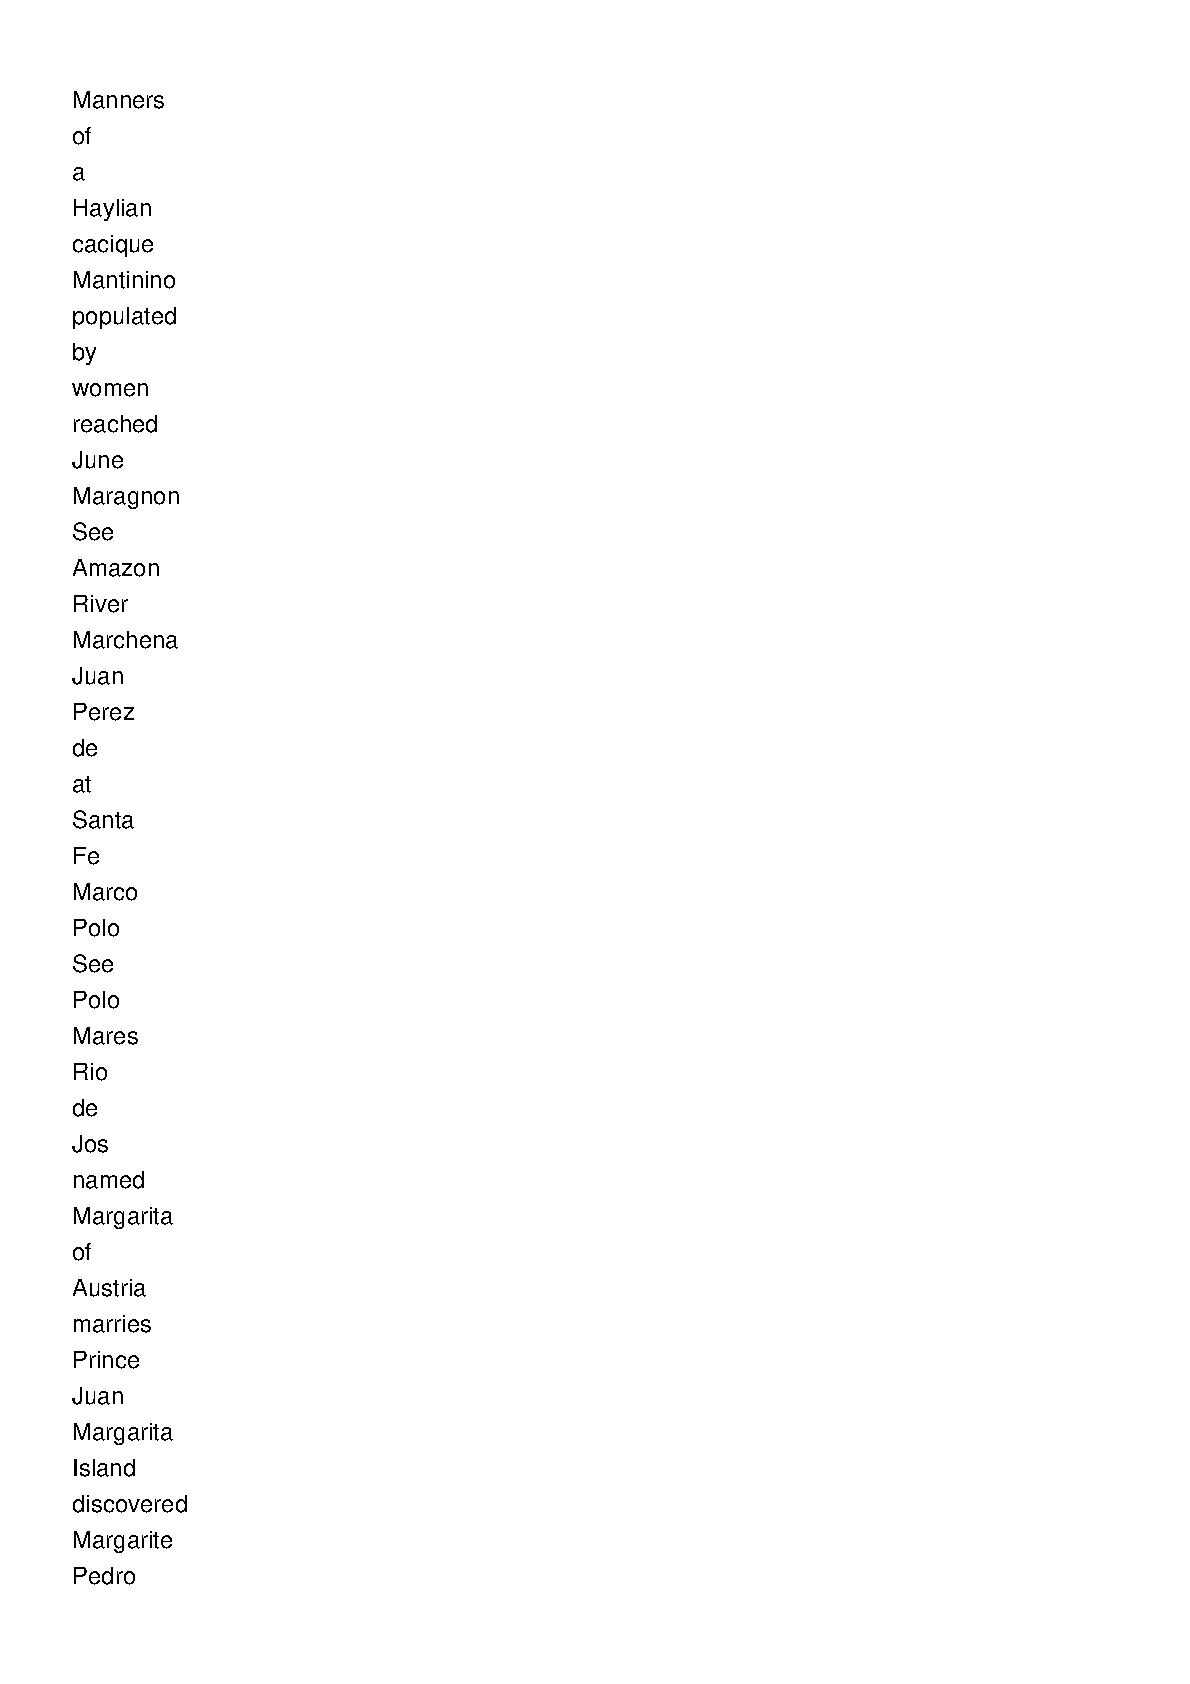 Manners
of
a
Haylian
cacique
Mantinino
populated
by
women
reached
June
Maragnon
See
Amazon
River
Marchena
Juan
Perez
de
at
Santa
Fe
Marco
Polo
See
Polo
Mares
Rio
de
Jos
named
Margarita
of
Austria
marries
Prince
Juan
Margarita
Island
discovered
Margarite
Pedro